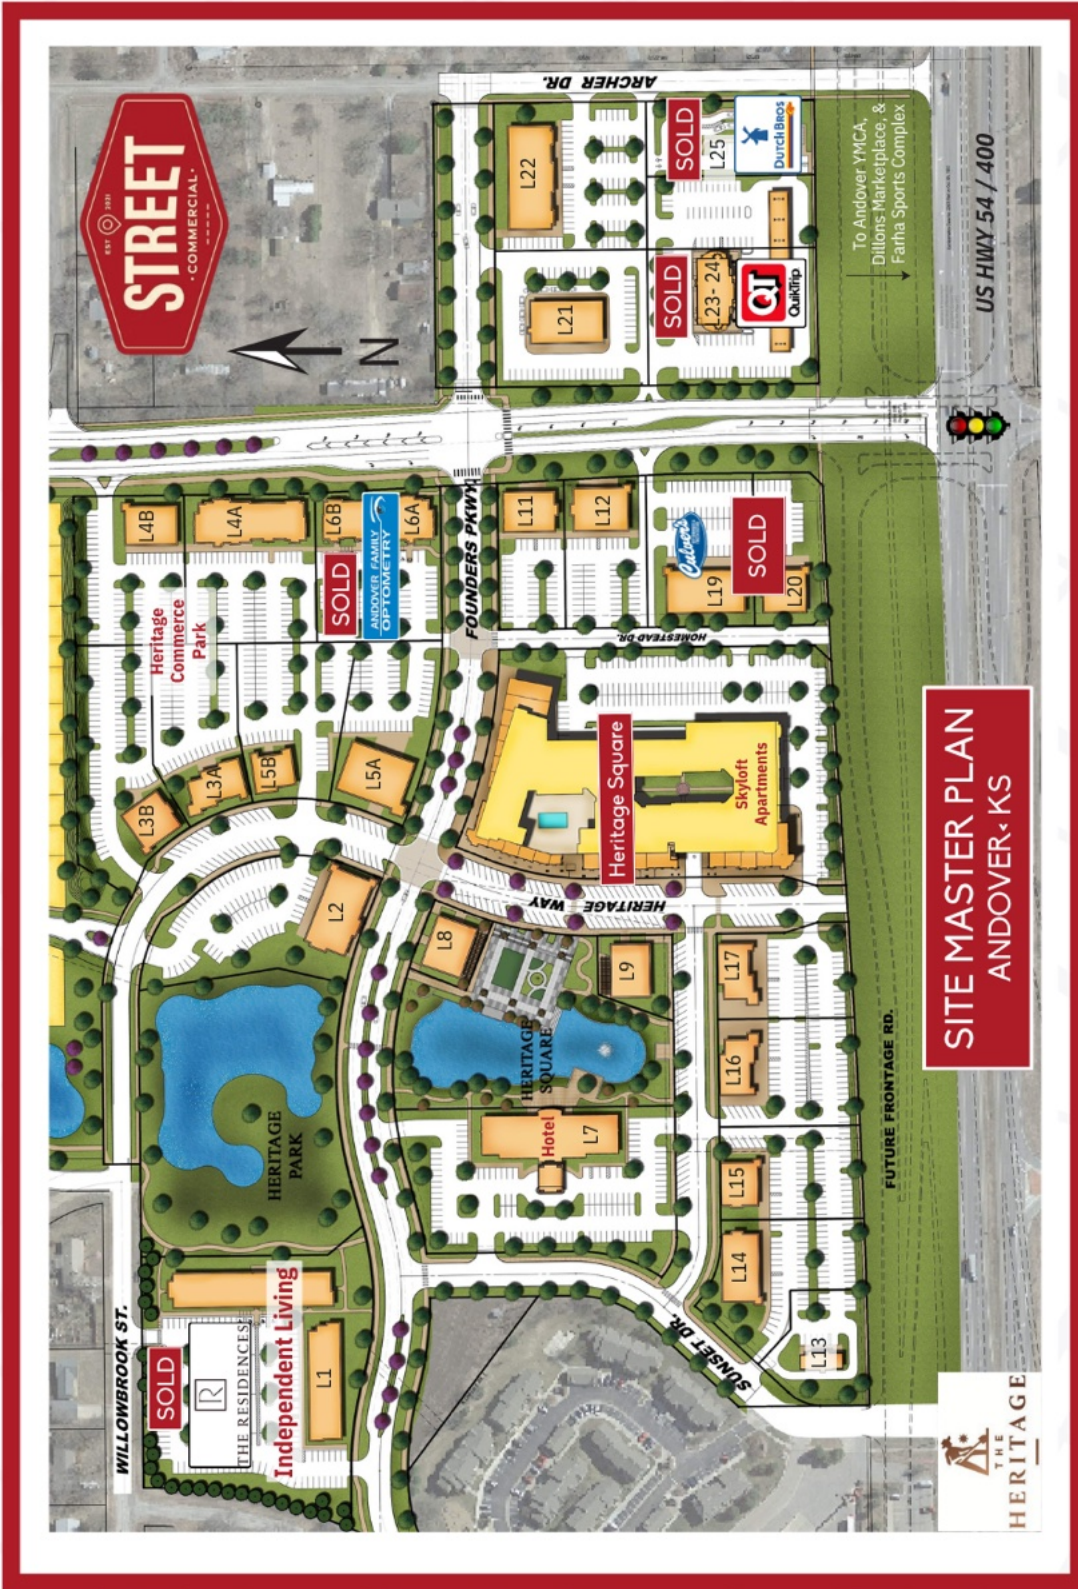 EST 2021
STREET
·COMMERCIAL·
N
ARCHER DR.
L22
L21
SOLD
L25
DUTCH BROS
SOLD
L23- 24
QT
QuikTrip
To Andover YMCA,
Dillons Marketplace, &
Farha Sports Complex
US HWY 54 / 400
L4B
L4A
L6B
L6A
SOLD
ANDOVER FAMILY
OPTOMETRY
FOUNDERS PKWY
L11
L12
Culver's
SOLD
L19
L20
HOMESTEAD DR.
Heritage
Commerce
Park
L3B
L3A
L5B
L5A
Heritage Square
Skyloft
Apartments
HERITAGE WAY
L2
L8
L9
L17
L16
HERITAGE
SQUARE
HERITAGE
PARK
Hotel
L7
L15
L14
L13
FUTURE FRONTAGE RD.
SUNSET DR.
WILLOWBROOK ST.
SOLD
R
THE RESIDENCES
Independent Living
L1
SITE MASTER PLAN
ANDOVER, KS
THE
HERITAGE